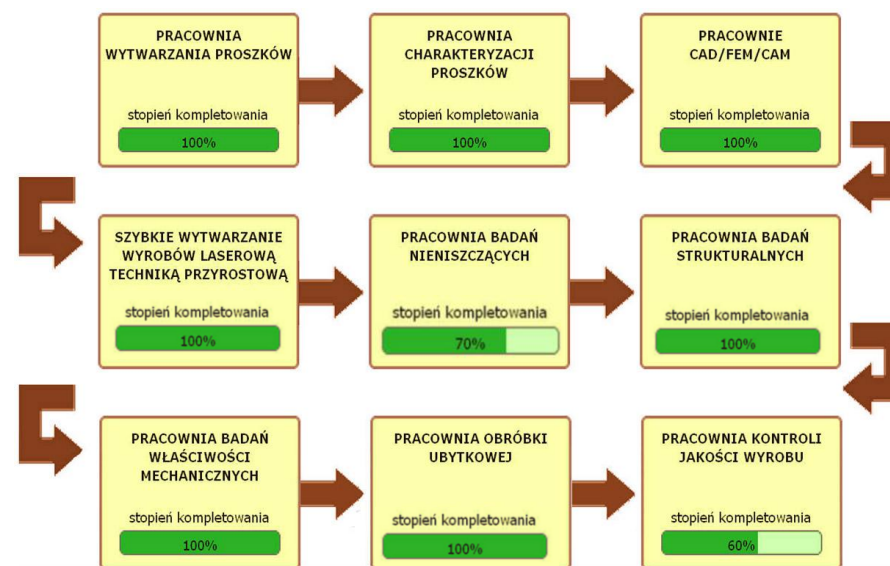 PRACOWNIA
WYTWARZANIA PROSZKÓW
stopień kompletowania
100%
PRACOWNIA
CHARAKTERYZACJI
PROSZKÓW
stopień kompletowania
100%
PRACOWNIE
CAD/FEM/CAM
stopień kompletowania
100%
SZYBKIE WYTWARZANIE
WYROBÓW LASEROWĄ
TECHNIKĄ PRZYROSTOWĄ
stopień kompletowania
100%
PRACOWNIA BADAŃ
NIENISZCZĄCYCH
stopień kompletowania
70%
PRACOWNIA BADAŃ
STRUKTURALNYCH
stopień kompletowania
100%
PRACOWNIA BADAŃ
WŁAŚCIWOŚCI
MECHANICZNYCH
stopień kompletowania
100%
PRACOWNIA OBRÓBKI
UBYTKOWEJ
stopień kompletowania
100%
PRACOWNIA KONTROLI
JAKOŚCI WYROBU
stopień kompletowania
60%